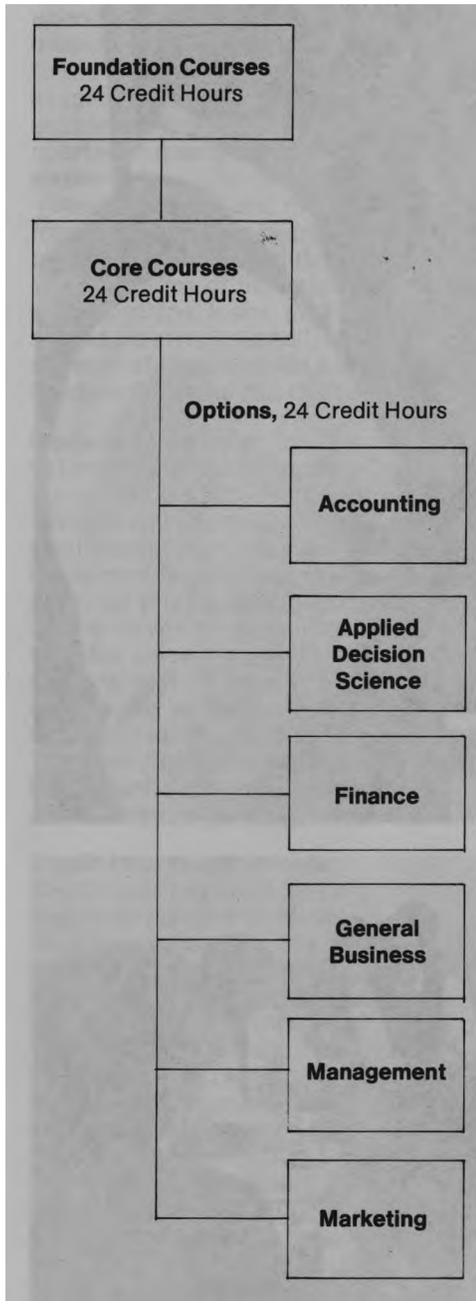 Foundation Courses
24 Credit Hours
Core Courses
24 Credit Hours
Options, 24 Credit Hours
Accounting
Applied
Decision
Science
Finance
General
Business
Management
Marketing